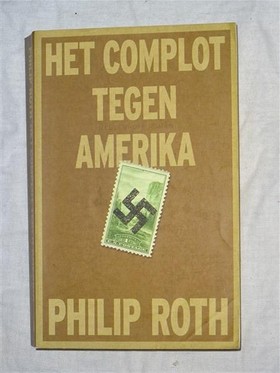 HET COMPLOT
TEGEN
AMERIKA
PHILIP ROTH